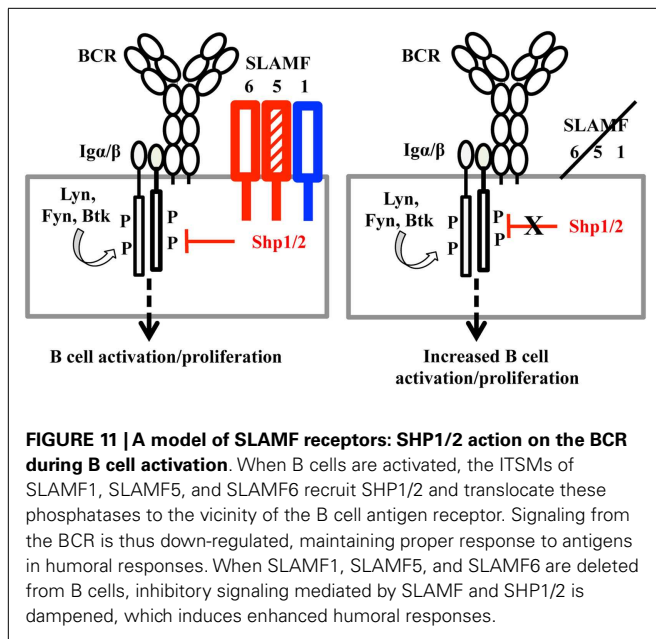 BCR
SLAMF
6 5 1
Igα/β
Lyn,
Fyn, Btk
P P
P P
Shp1/2
B cell activation/proliferation
BCR
SLAMF
6 5 1
Igα/β
Lyn,
Fyn, Btk
P P
P P
X
Shp1/2
Increased B cell
activation/proliferation
FIGURE 11 | A model of SLAMF receptors: SHP1/2 action on the BCR
during B cell activation. When B cells are activated, the ITSMs of
SLAMF1, SLAMF5, and SLAMF6 recruit SHP1/2 and translocate these
phosphatases to the vicinity of the B cell antigen receptor. Signaling from
the BCR is thus down-regulated, maintaining proper response to antigens
in humoral responses. When SLAMF1, SLAMF5, and SLAMF6 are deleted
from B cells, inhibitory signaling mediated by SLAMF and SHP1/2 is
dampened, which induces enhanced humoral responses.